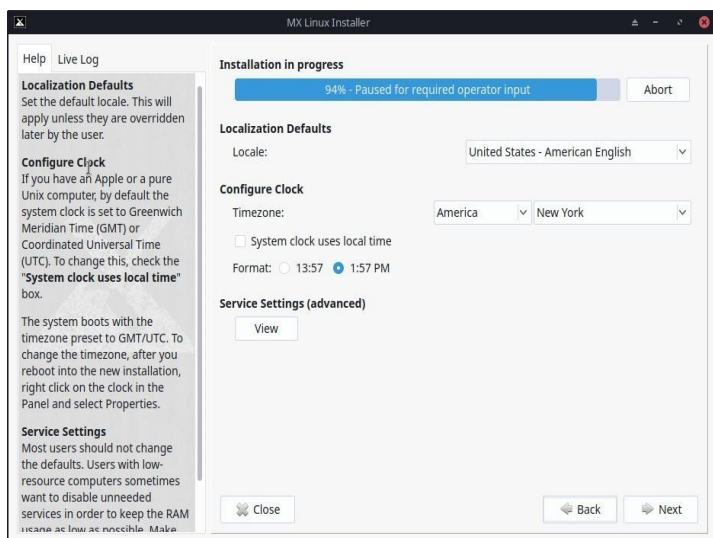 MX Linux Installer
Help Live Log
Localization Defaults
Set the default locale. This will
apply unless they are overridden
later by the user.
Configure Clock
If you have an Apple or a pure
Unix computer, by default the
system clock is set to Greenwich
Meridian Time (GMT) or
Coordinated Universal Time
(UTC). To change this, check the
"System clock uses local time"
box.
The system boots with the
timezone preset to GMT/UTC. To
change the timezone, after you
reboot into the new installation,
right click on the clock in the
Panel and select Properties.
Service Settings
Most users should not change
the defaults. Users with low-
resource computers sometimes
want to disable unneeded
services in order to keep the RAM
usage as low as possible. Make
Installation in progress
94% - Paused for required operator input Abort
Localization Defaults
Locale: United States - American English
Configure Clock
Timezone: America New York
System clock uses local time
Format: 13:57 1:57 PM
Service Settings (advanced)
View
Close Back Next